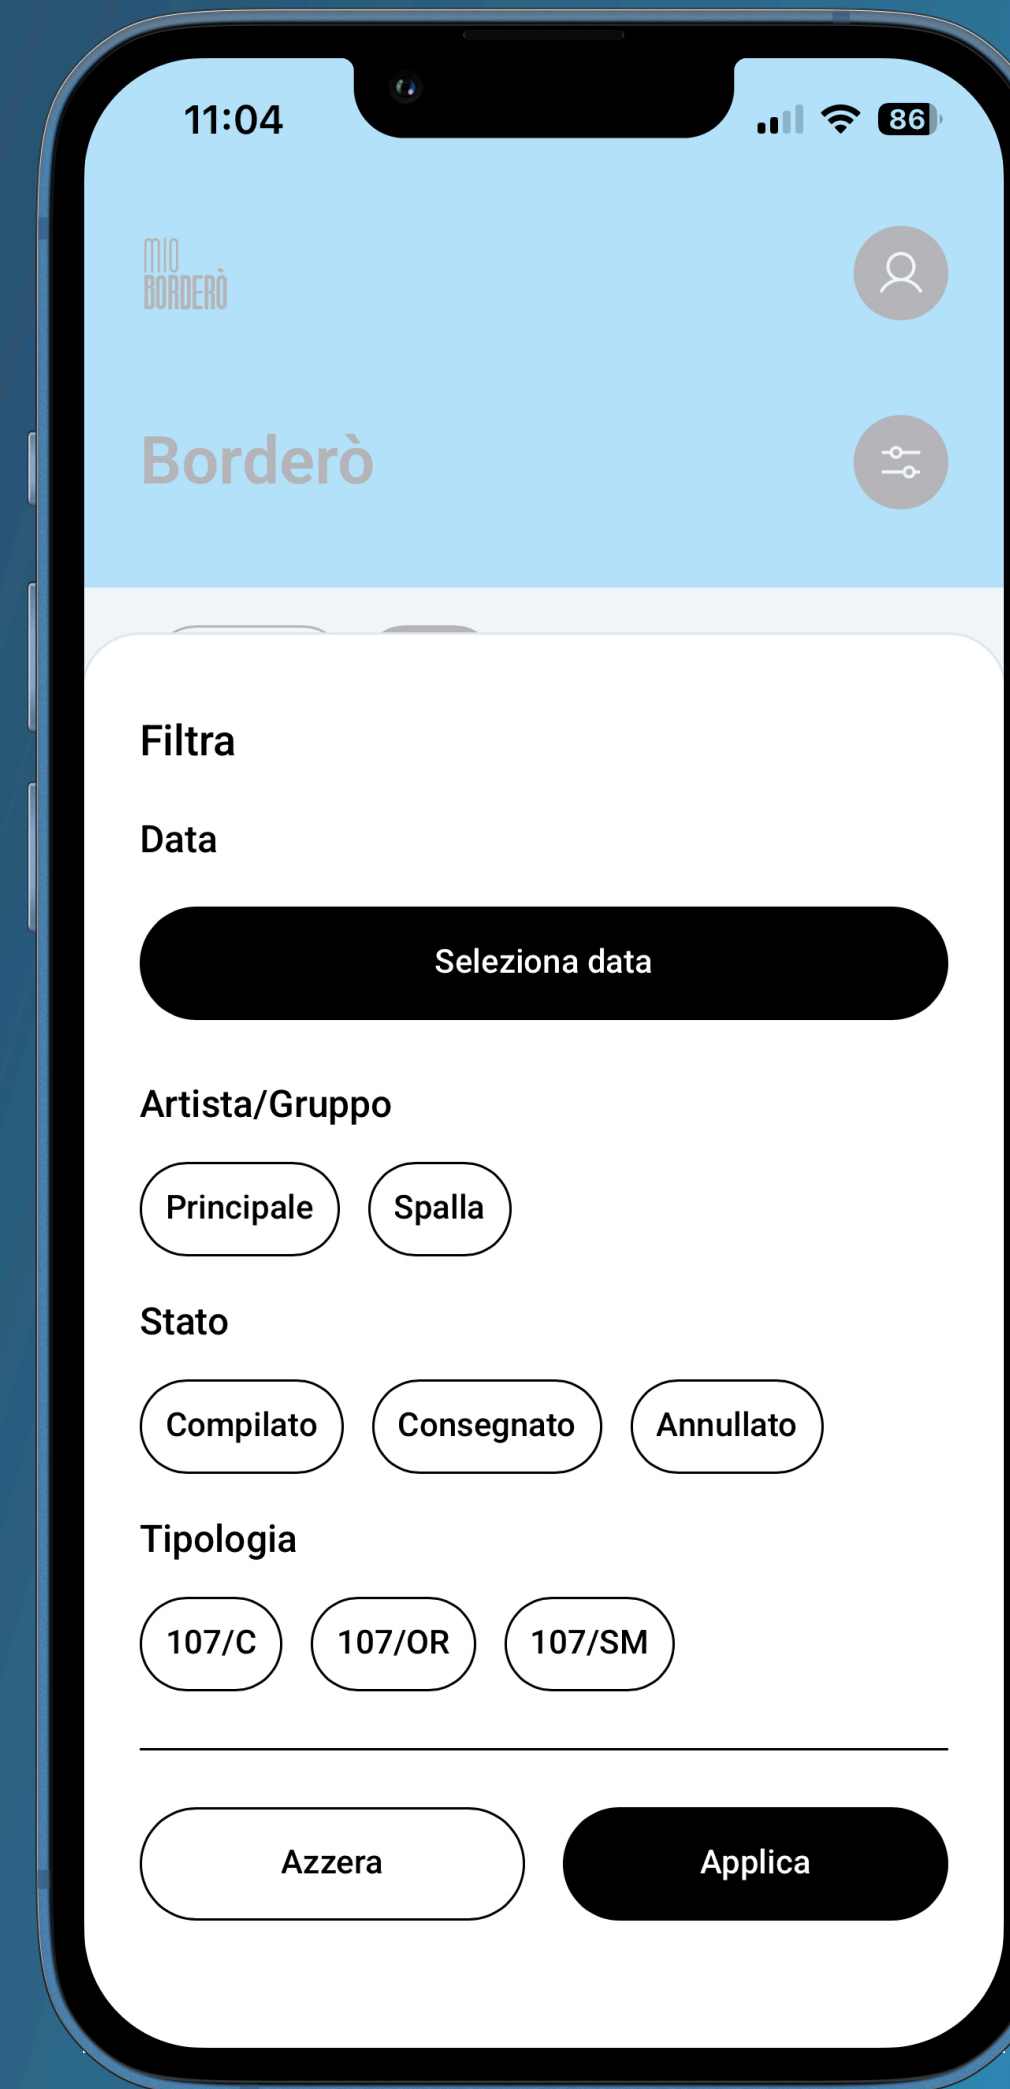 11:04
86
MIO
BORDERÒ
Borderò
Filtra
Data
Seleziona data
Artista/Gruppo
Principale Spalla
Stato
Compilato Consegnato Annullato
Tipologia
107/C 107/OR 107/SM
Azzera Applica